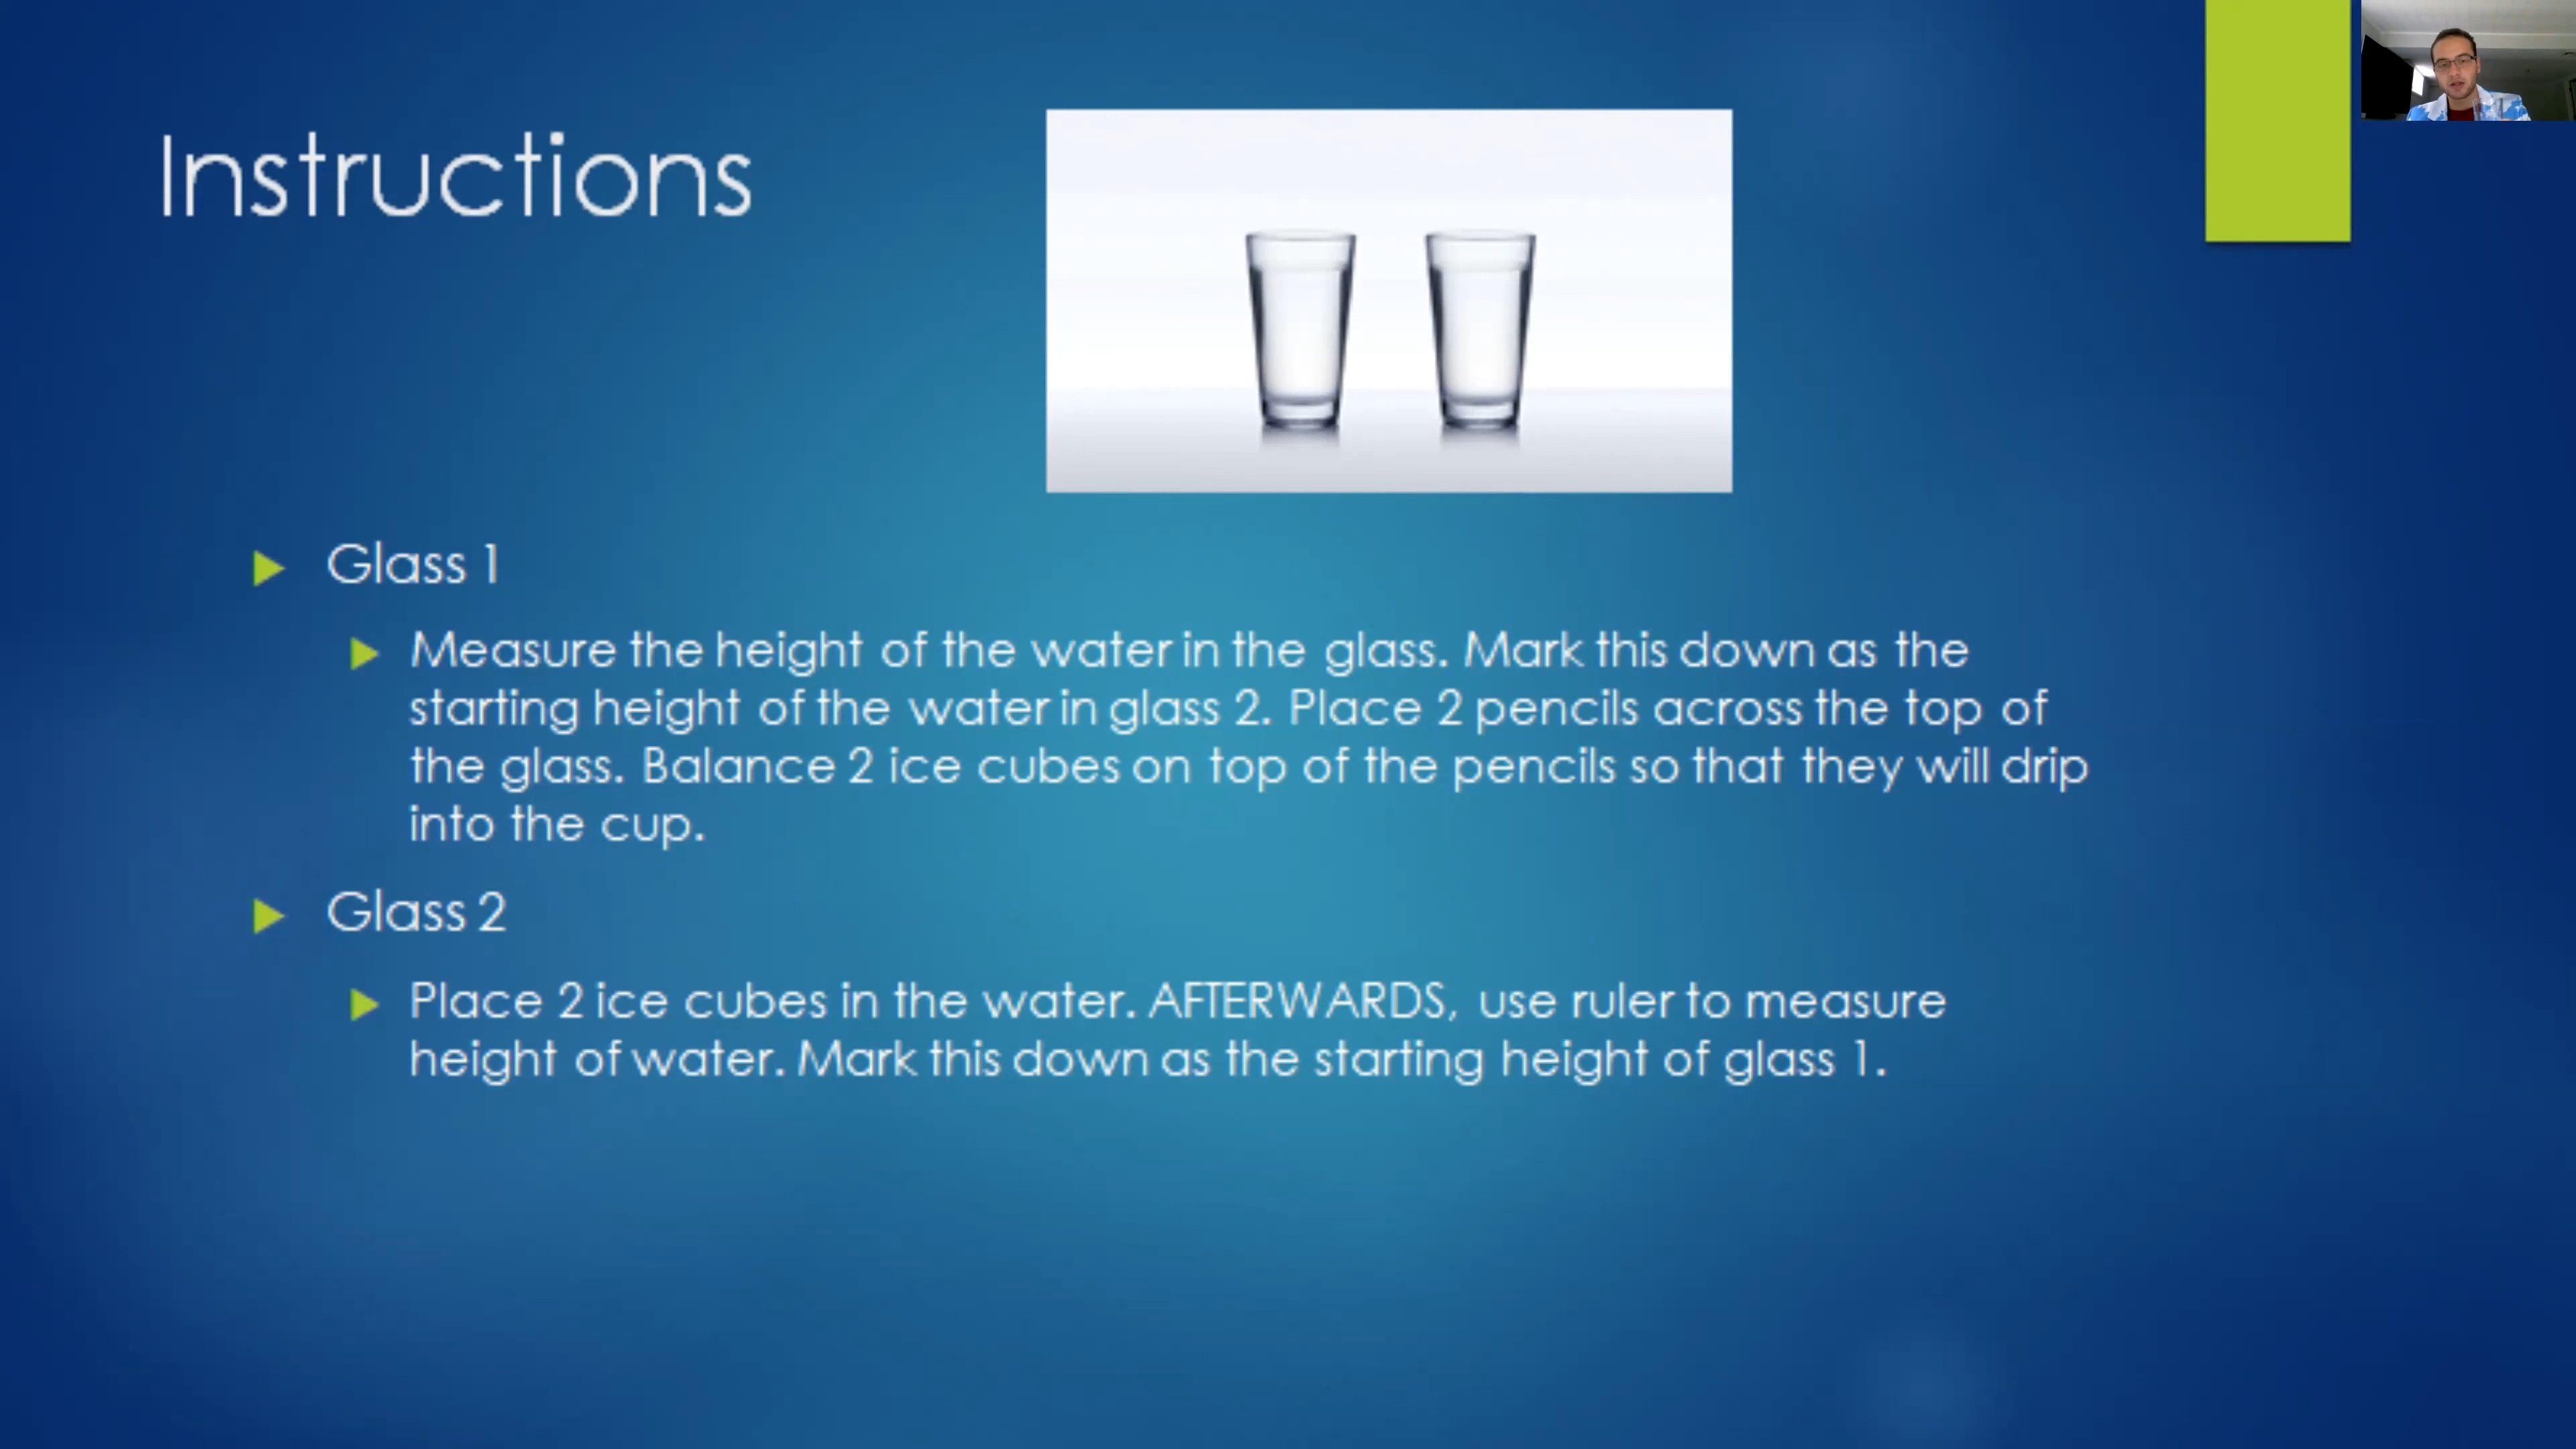 Instructions
Glass 1
Measure the height of the water in the glass. Mark this down as the
starting height of the water in glass 2. Place 2 pencils across the top of
the glass. Balance 2 ice cubes on top of the pencils so that they will drip
into the cup.
Glass 2
Place 2 ice cubes in the water. AFTERWARDS, use ruler to measure
height of water. Mark this down as the starting height of glass 1.